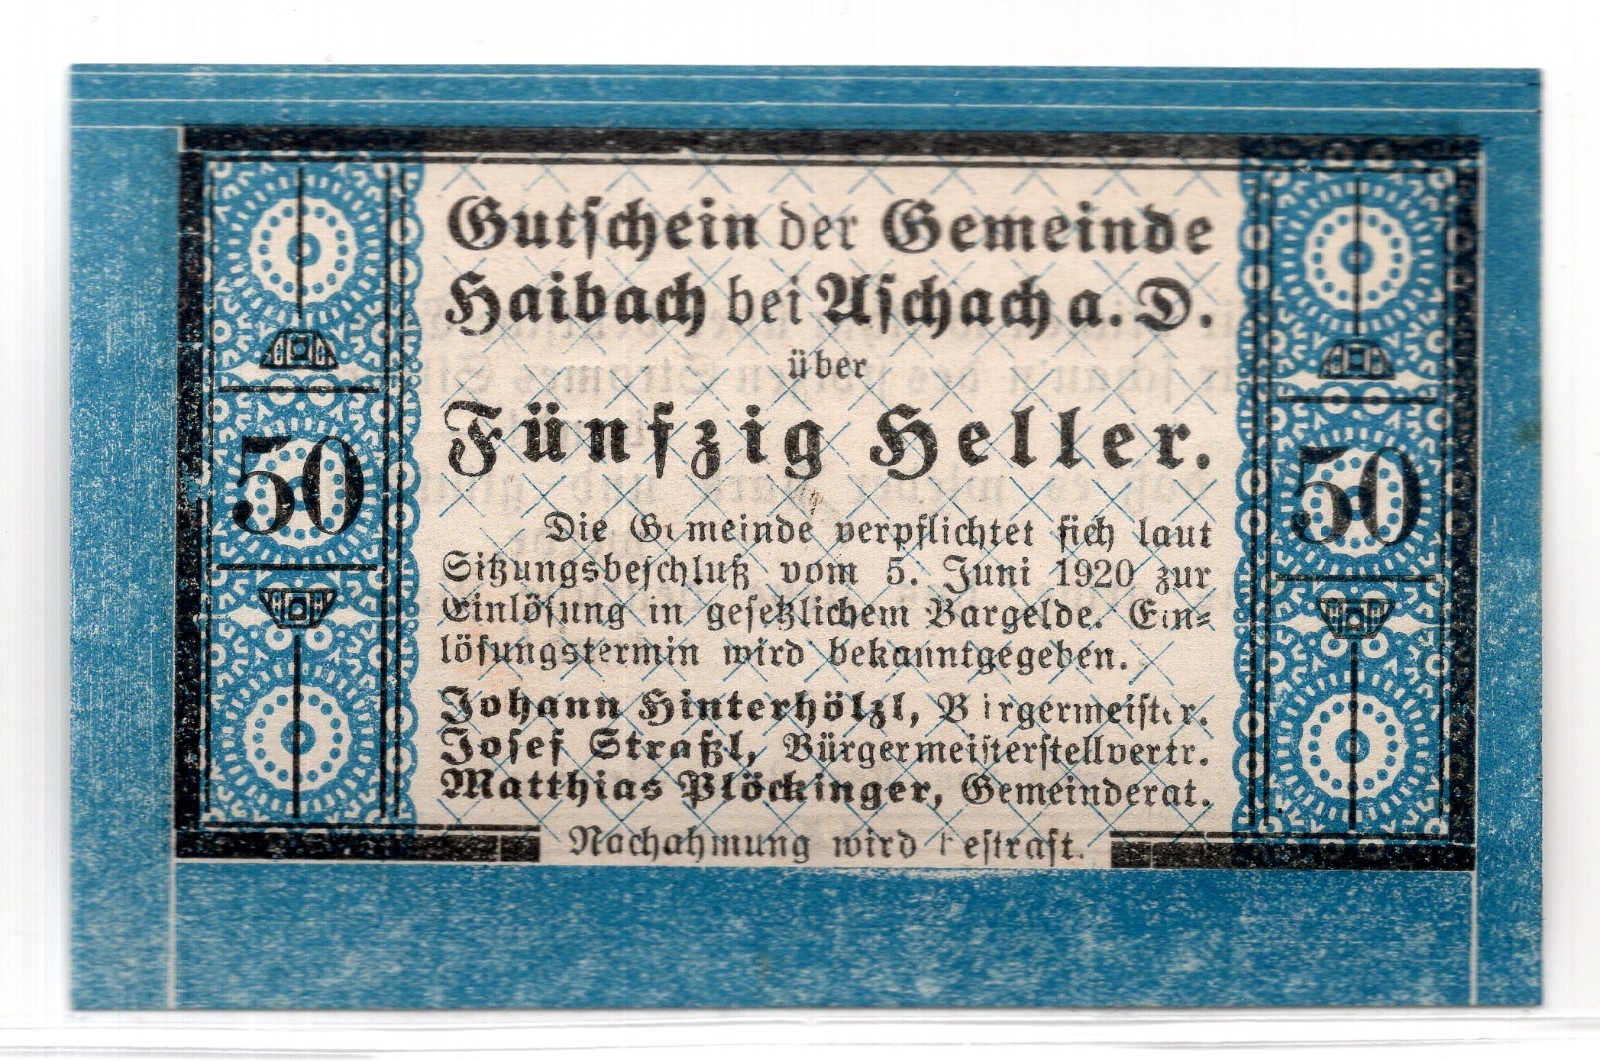 Gutschein der Gemeinde
Haibach bei Aschach a. D.
über
Fünfzig Heller.
50
50
Die Gemeinde verpflichtet sich laut
Sitzungsbeschluß vom 5. Juni 1920 zur
Einlösung in gesetzlichem Bargelde. Ein=
lösungstermin wird bekanntgegeben.
Johann Hinterhölzl, Bürgermeister.
Josef Straßl, Bürgermeisterstellvertr.
Matthias Plöckinger, Gemeinderat.
Nachahmung wird bestraft.